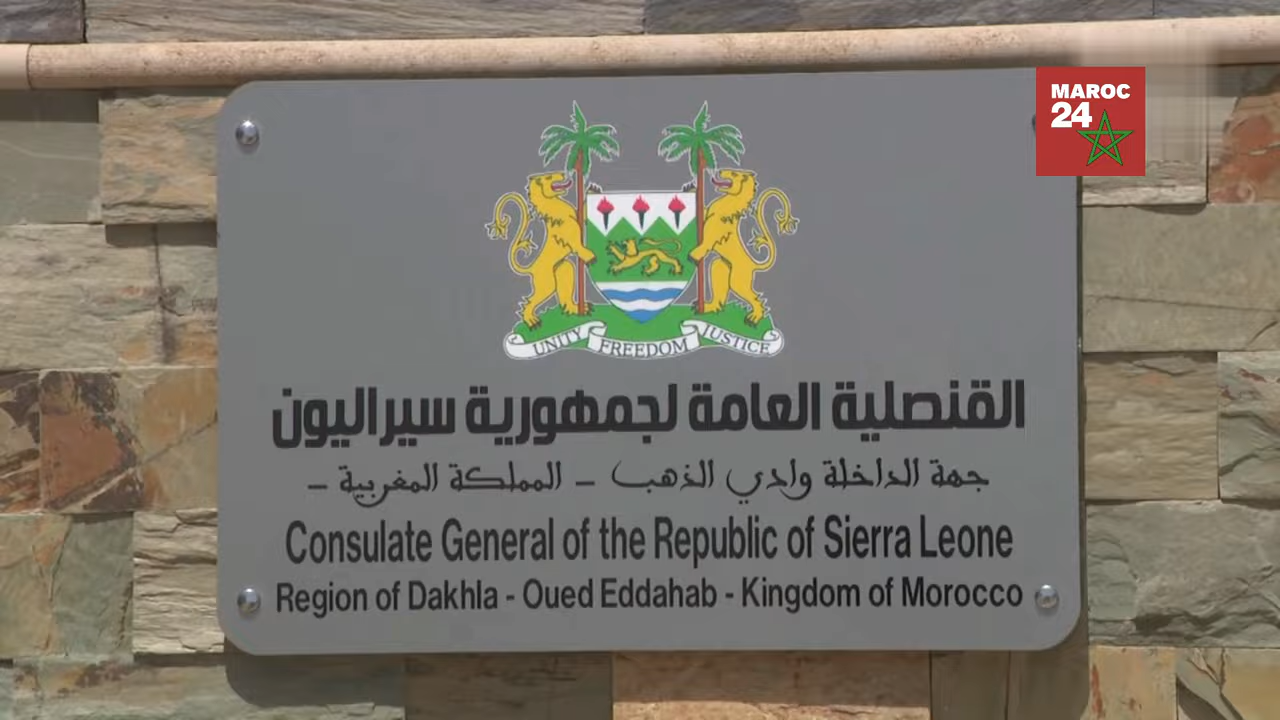 MAROC
24
UNITY FREEDOM JUSTICE
القنصلية العامة لجمهورية سيراليون
جهة الداخلة وادي الذهب - المملكة المغربية -
Consulate General of the Republic of Sierra Leone
Region of Dakhla - Oued Eddahab - Kingdom of Morocco